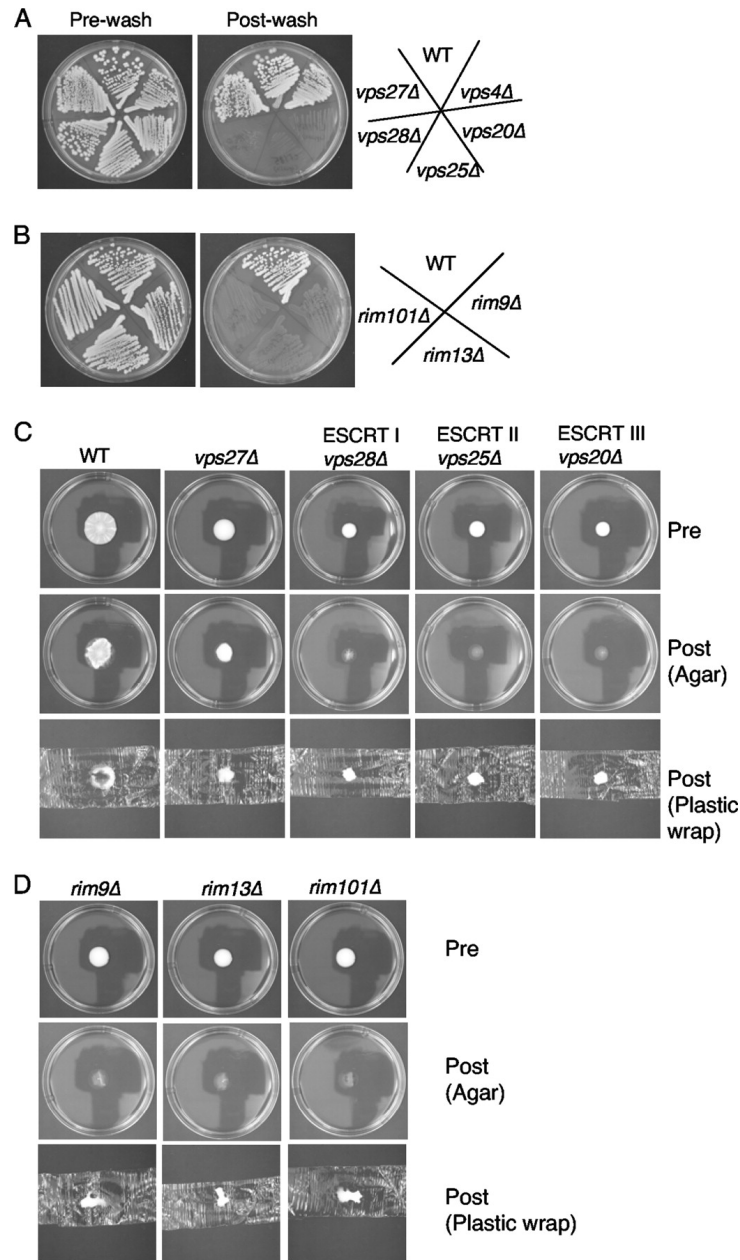 A
Pre-wash
Post-wash
WT
vps27Δ
vps4Δ
vps28Δ
vps20Δ
vps25Δ
B
WT
rim101Δ
rim9Δ
rim13Δ
C
WT
vps27Δ
ESCRT I
vps28Δ
ESCRT II
vps25Δ
ESCRT III
vps20Δ
Pre
Post
(Agar)
Post
(Plastic
wrap)
D
rim9Δ
rim13Δ
rim101Δ
Pre
Post
(Agar)
Post
(Plastic wrap)